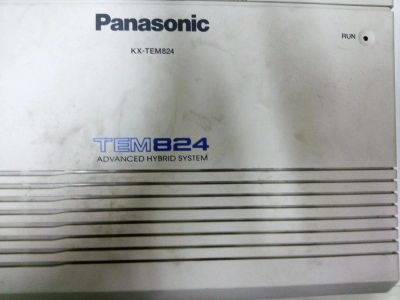 Panasonic
RUN
KX-TEM824
TEM824
ADVANCED HYBRID SYSTEM